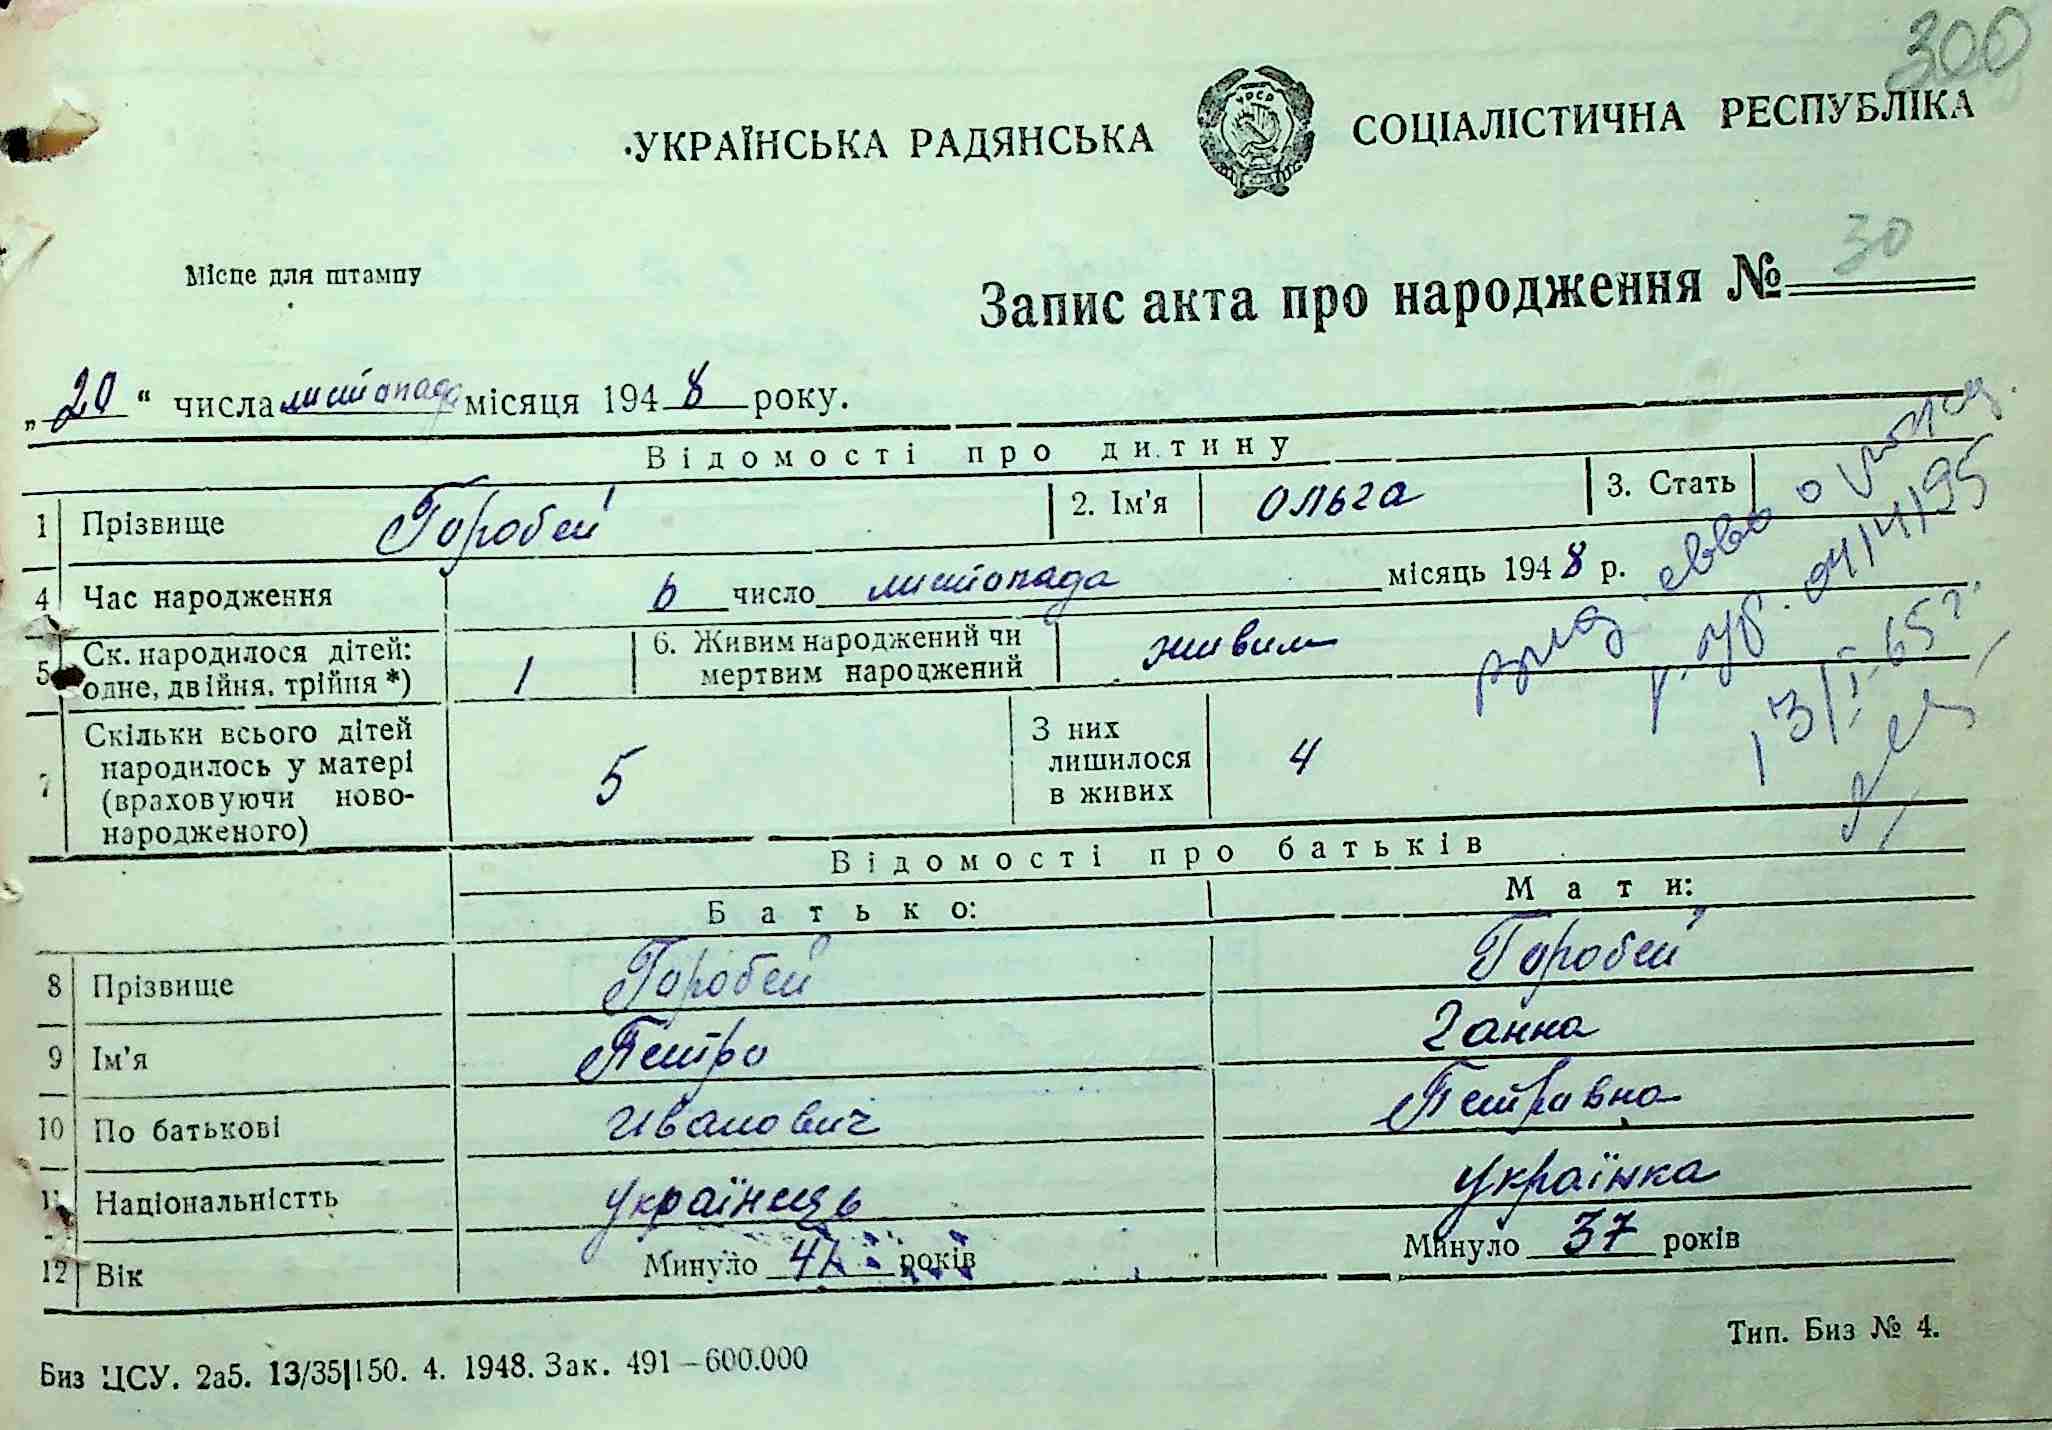 300
УКРАЇНСЬКА РАДЯНСЬКА СОЦІАЛІСТИЧНА РЕСПУБЛІКА
УРСР
Місце для штампу
Запис акта про народження № 30
„20“ числа листопада місяця 1948 року.
Відомості про дитину
1 Прізвище Горобей 2. Ім'я Ольга 3. Стать
4 Час народження 6 число листопада місяць 1948 р.
5 Ск. народилося дітей: одне, двійня, трійня *) 1 6. Живим народжений чи мертвим народжений живим
7 Скільки всього дітей народилось у матері (враховуючи ново-народженого) 5 З них лишилося в живих 4
13/I-65 г.
Відомості про батьків
Батько: Мати:
8 Прізвище Горобей Горобей
9 Ім'я Петро Ганна
10 По батькові Иванович Петровна
11 Національністть українець українка
12 Вік Минуло 41 років Минуло 37 років
Биз ЦСУ. 2а5. 13/35|150. 4. 1948. Зак. 491—600.000 Тип. Биз № 4.